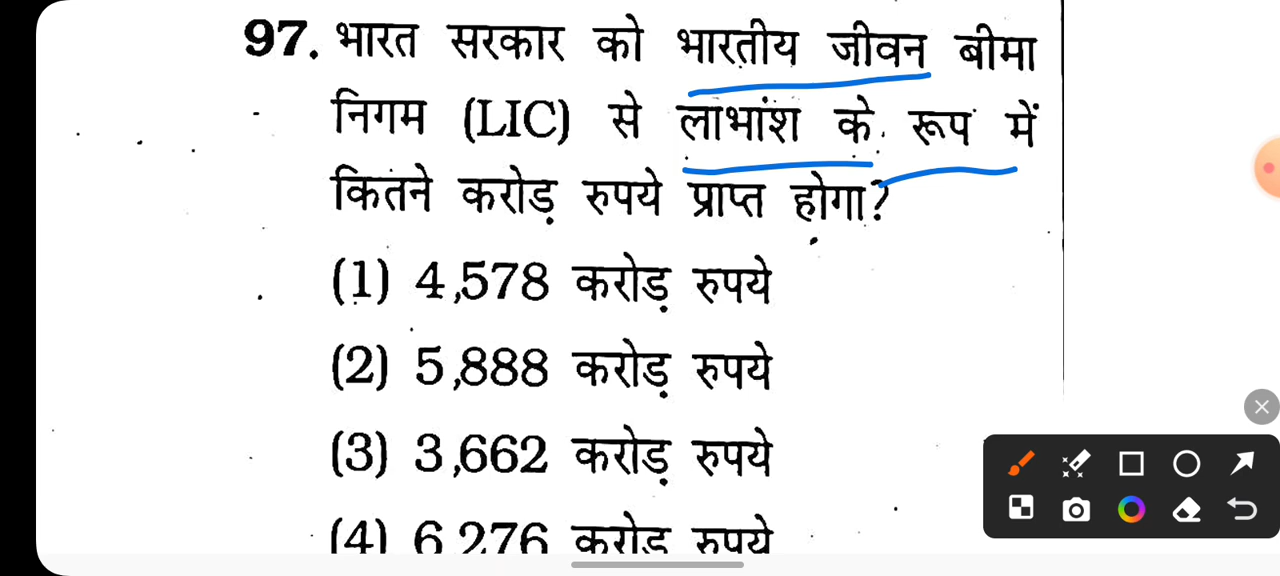 97. भारत सरकार को भारतीय जीवन बीमा
निगम (LIC) से लाभांश के रूप में
कितने करोड़ रुपये प्राप्त होगा?
(1) 4,578 करोड़ रुपये
(2) 5,888 करोड़ रुपये
(3) 3,662 करोड़ रुपये
(4) 6,276 करोड़ रुपये